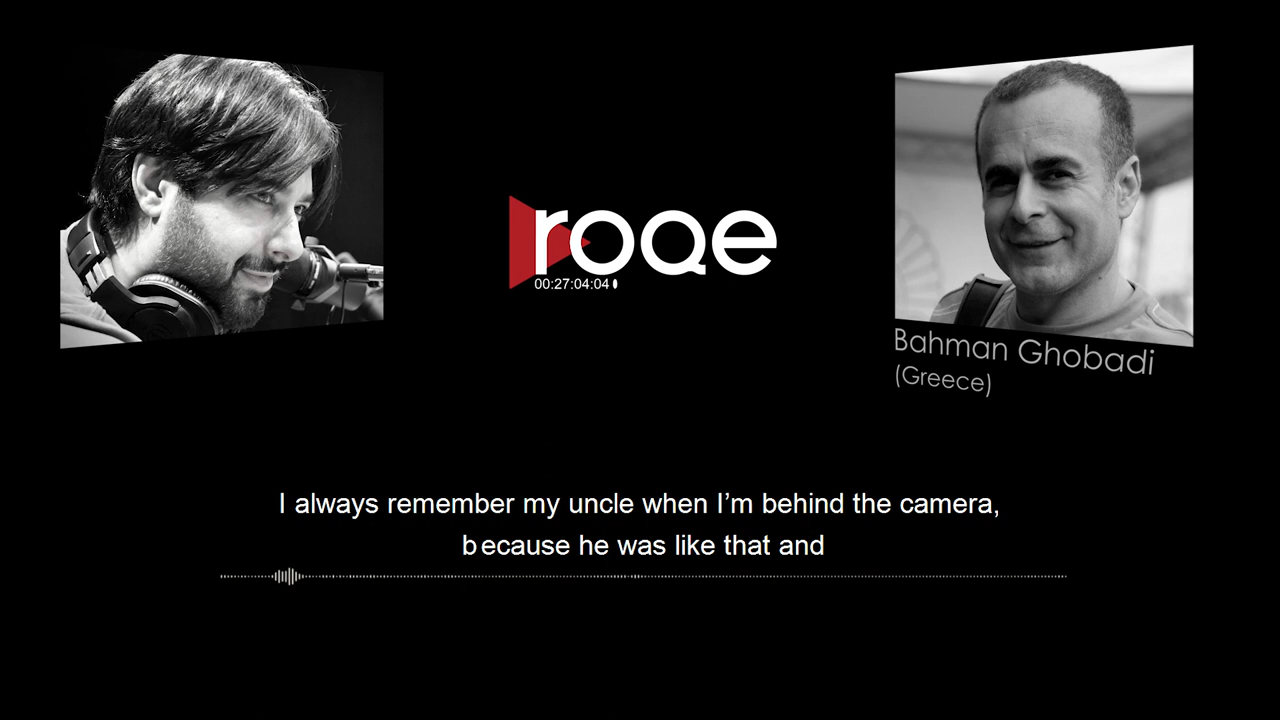 roqe
00:27:04:04
Bahman Ghobadi
(Greece)
I always remember my uncle when I’m behind the camera,
because he was like that and